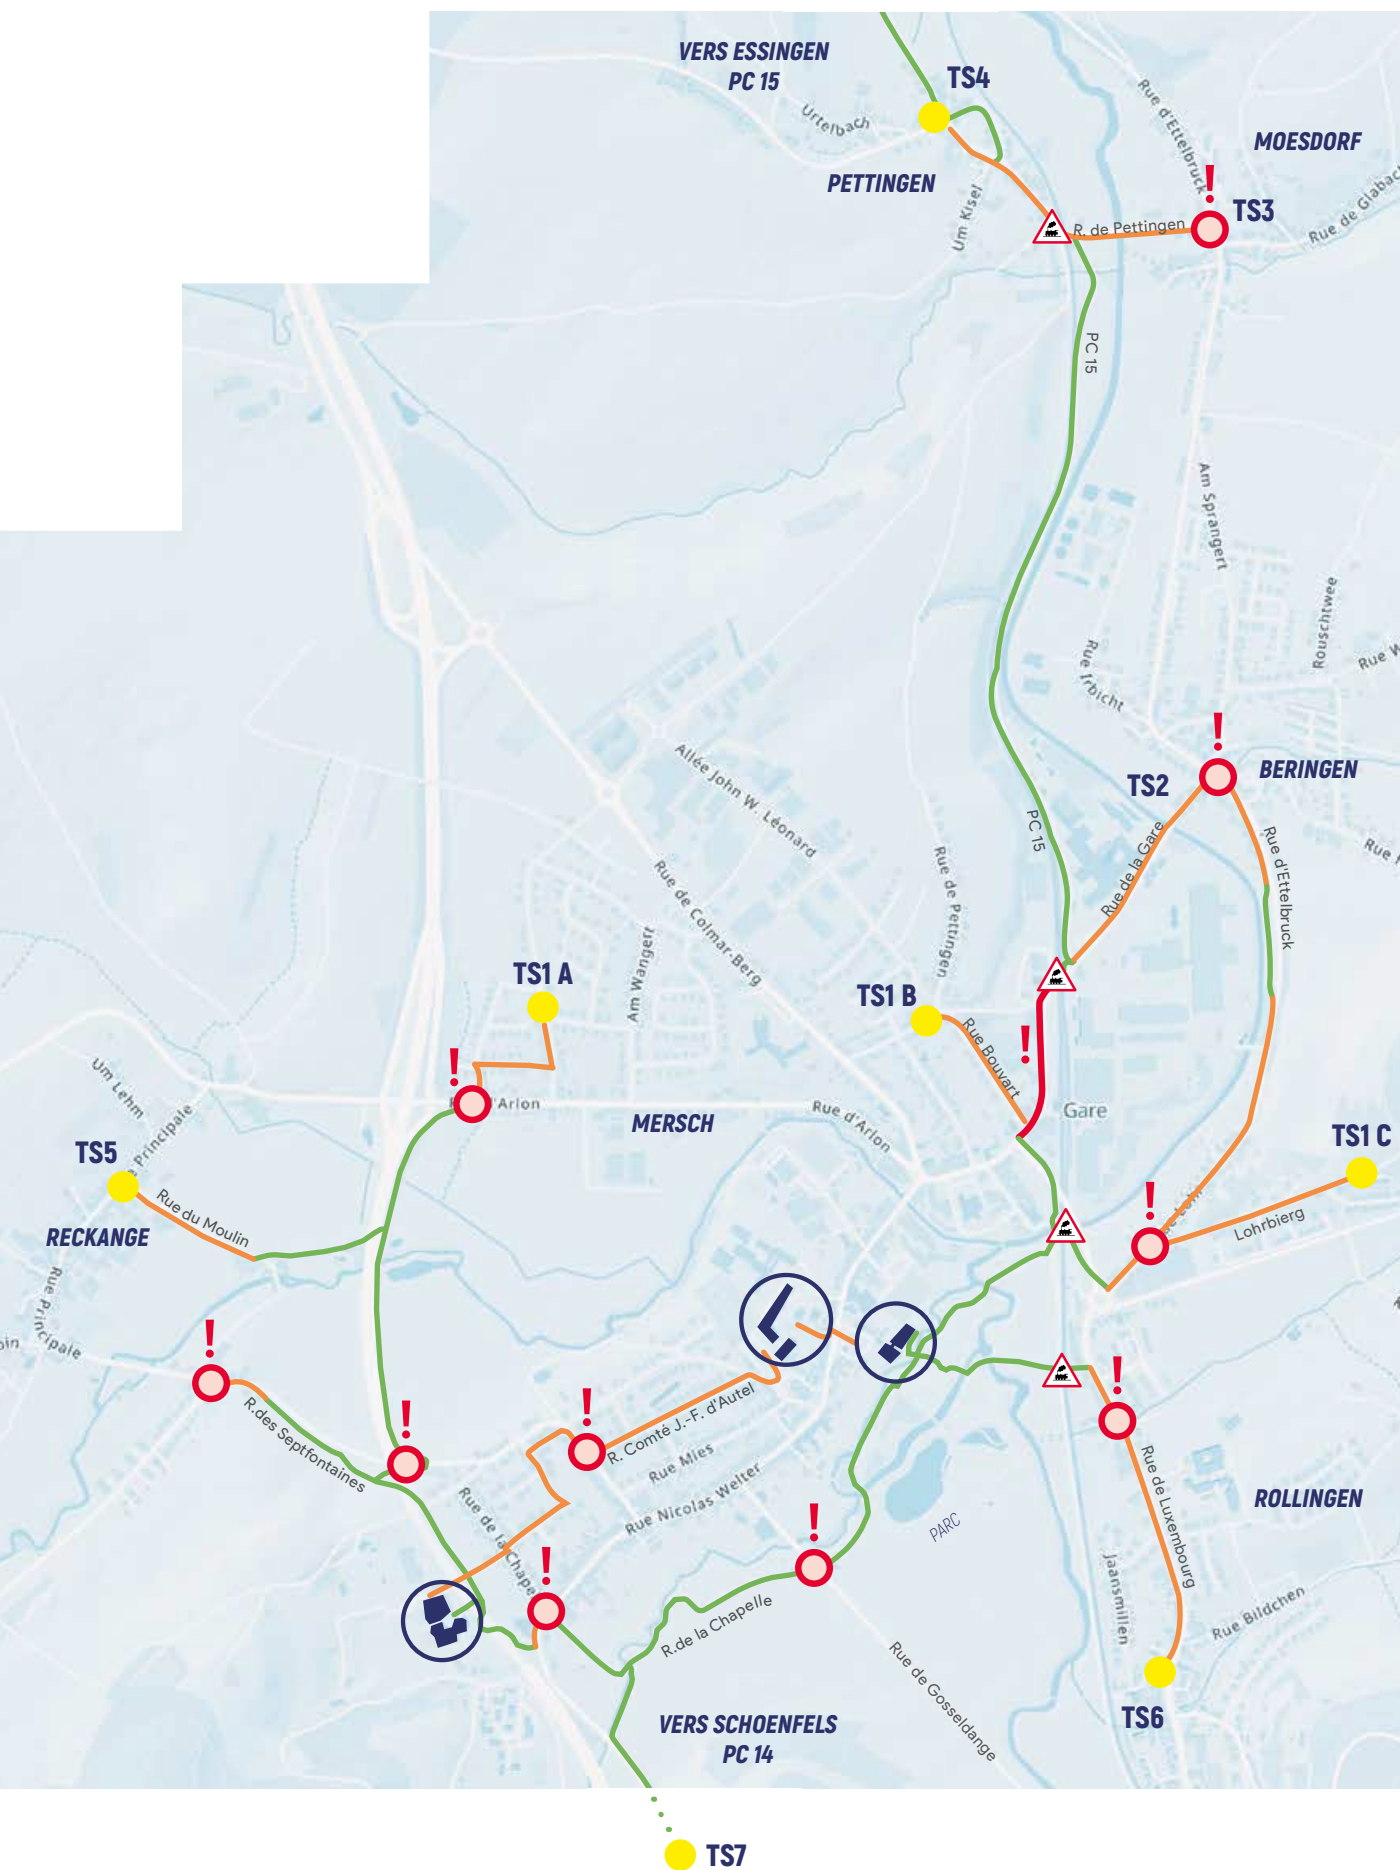 VERS ESSINGEN
PC 15
TS4
Urtelbach
Rue d'Ettelbruck
MOESDORF
PETTINGEN
!
TS3
Um Kisel
R. de Pettingen
Rue de Glabach
PC 15
Am Sprangert
Rouschtwee
Rue Irbicht
!
TS2
BERINGEN
Allée John W. Léonard
PC 15
Rue de la Gare
Rue d'Ettelbruck
Rue de Colmar-Berg
Rue de Pettingen
Am Wangert
TS1 A
TS1 B
!
Rue Bouvart
!
Um Lehm
Principale
d'Arlon
MERSCH
Rue d'Arlon
Gare
TS1 C
TS5
Rue du Moulin
RECKANGE
!
Lohrbierg
Rue Principale
!
R.des Septfontaines
!
!
R. Comté J.-F. d'Autel
!
Rue Mies
Rue Nicolas Welter
Rue de la Chapelle
Rue de Luxembourg
ROLLINGEN
PARC
!
!
Jaansmillen
Rue Bildchen
R.de la Chapelle
Rue de Gosseldange
VERS SCHOENFELS
PC 14
TS6
TS7